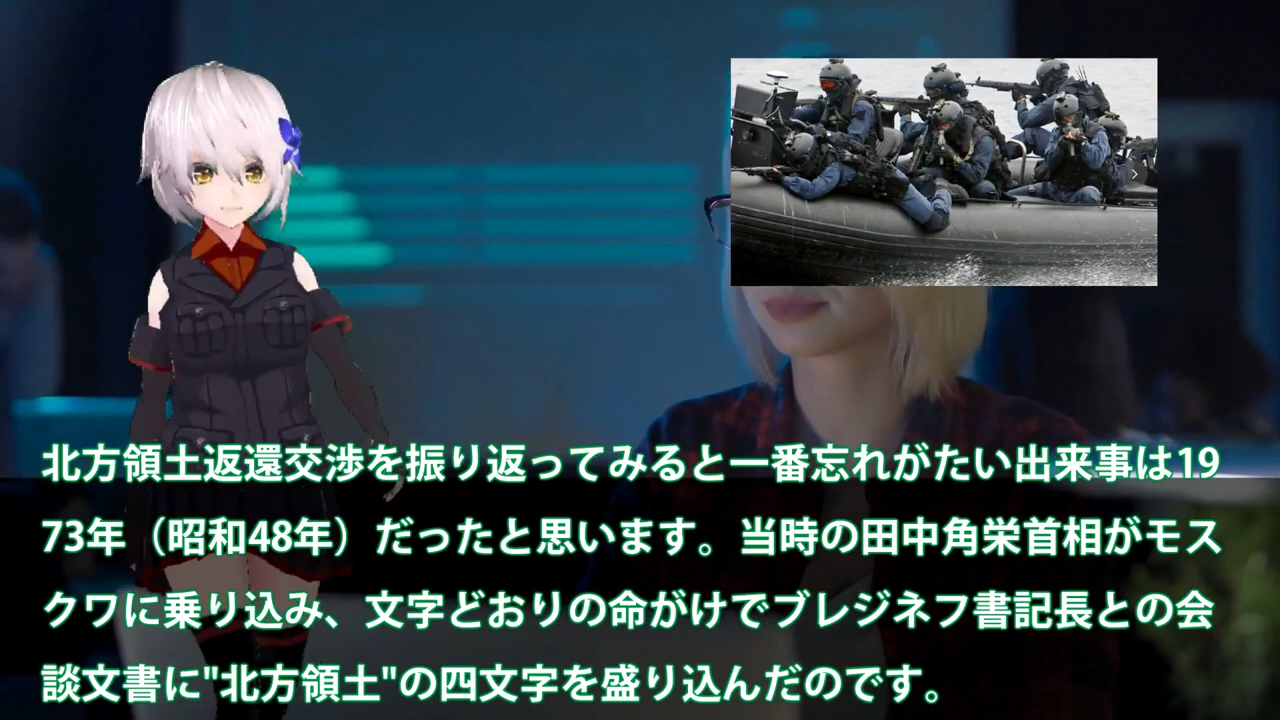 北方領土返還交渉を振り返ってみると一番忘れがたい出来事は19
73年（昭和48年）だったと思います。当時の田中角栄首相がモス
クワに乗り込み、文字どおりの命がけでブレジネフ書記長との会
談文書に"北方領土"の四文字を盛り込んだのです。